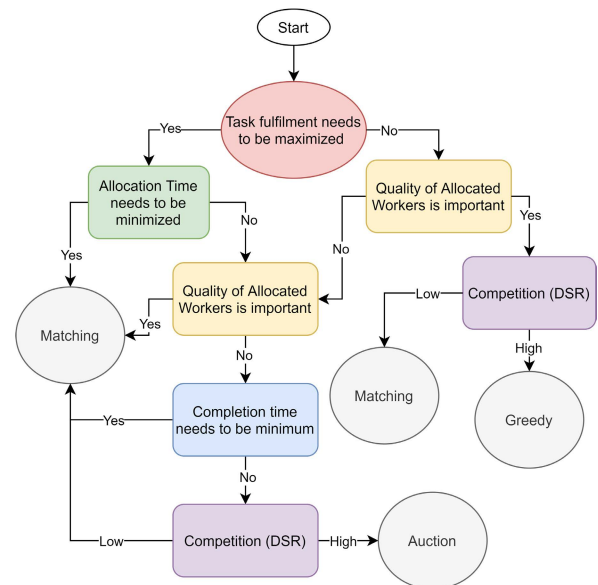 Start
Task fulfilment needs
to be maximized
Yes
No
Allocation Time
needs to be
minimized
Quality of Allocated
Workers is important
Yes
No
No
Yes
Quality of Allocated
Workers is important
Competition (DSR)
Low
Yes
Matching
No
High
Matching
Greedy
Completion time
needs to be minimum
Yes
No
Competition (DSR)
Low
High
Auction